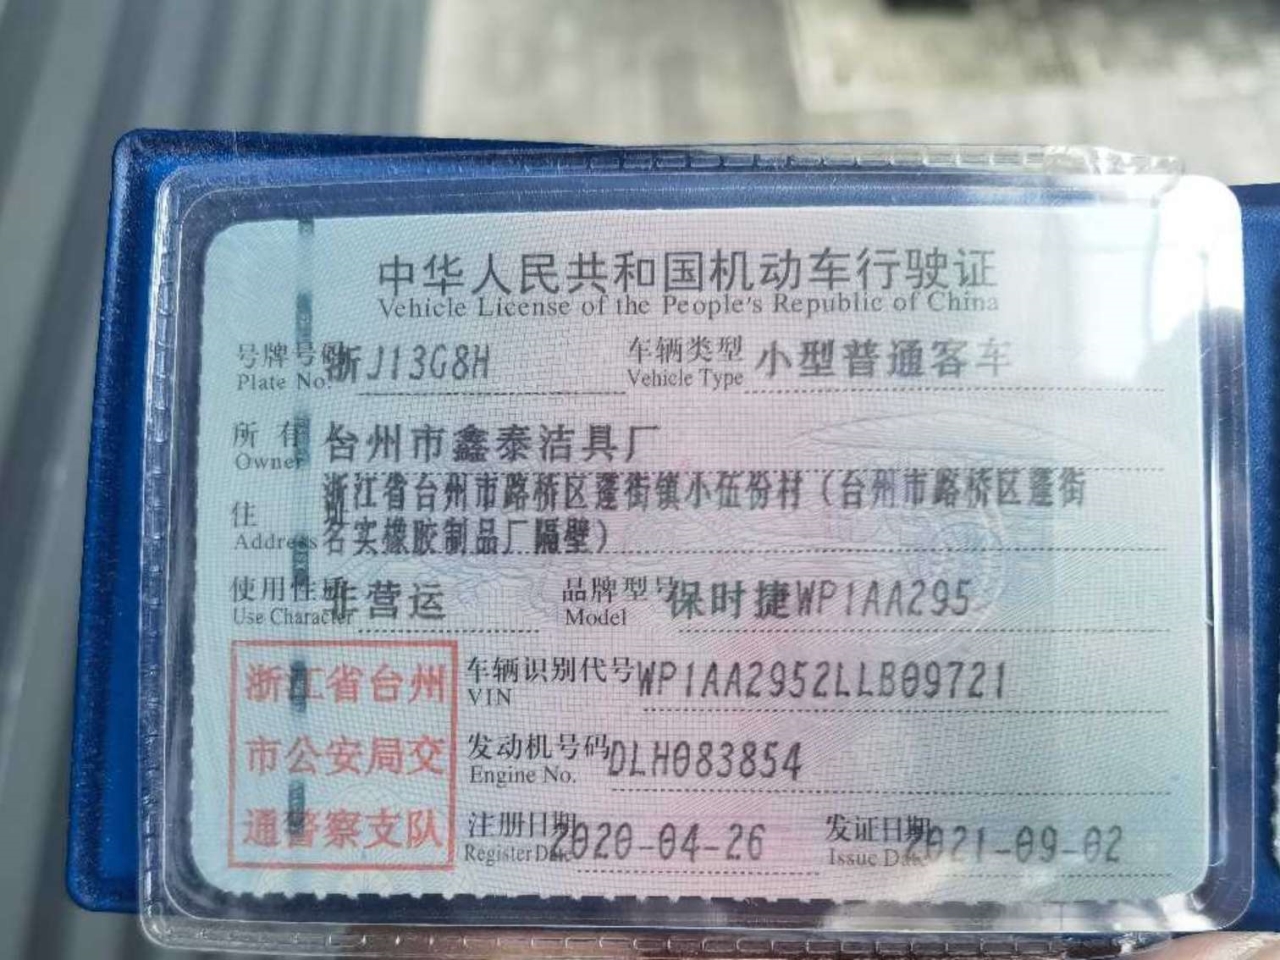 中华人民共和国机动车行驶证
Vehicle License of the People's Republic of China
号牌号码 浙J13G8H 车辆类型 小型普通客车
Plate No. Vehicle Type
所有人 台州市鑫泰洁具厂
Owner
住址 浙江省台州市路桥区蓬街镇小伍份村（台州市路桥区蓬街
Address 名实橡胶制品厂隔壁）
使用性质 非营运 品牌型号 保时捷WP1AA295
Use Character Model
浙江省台州 车辆识别代号 WP1AA2952LLB09721
VIN
市公安局交 发动机号码 DLH083854
Engine No.
通警察支队 注册日期 2020-04-26 发证日期 2021-09-02
Register Date Issue Date